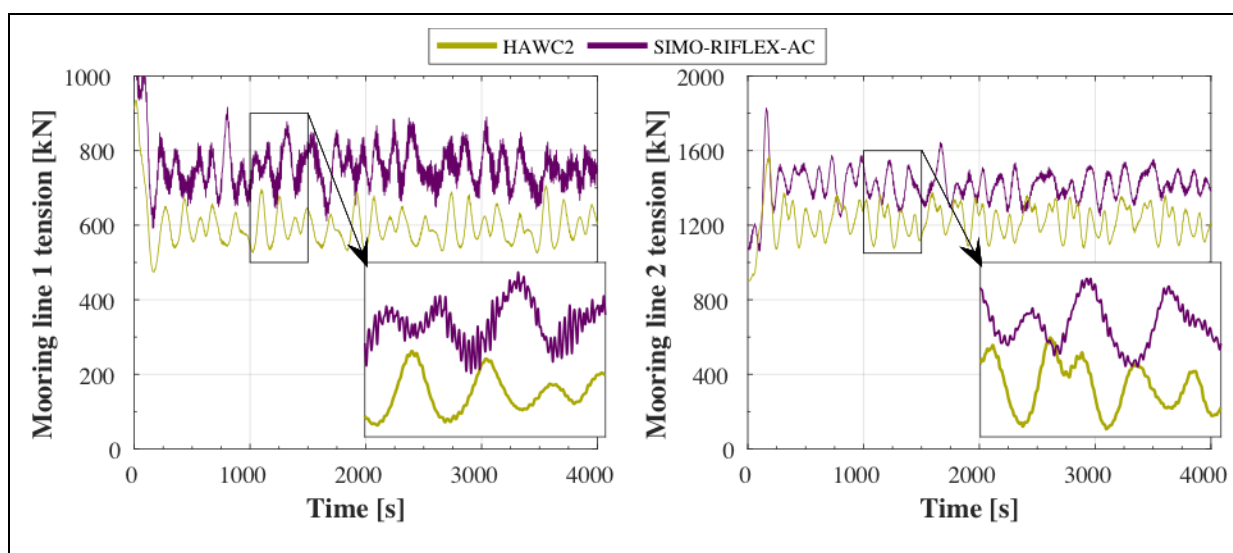 HAWC2 SIMO-RIFLEX-AC
Mooring line 1 tension [kN]
1000
800
600
400
200
0
0 1000 2000 3000 4000
Time [s]
Mooring line 2 tension [kN]
2000
1600
1200
800
400
0
0 1000 2000 3000 4000
Time [s]